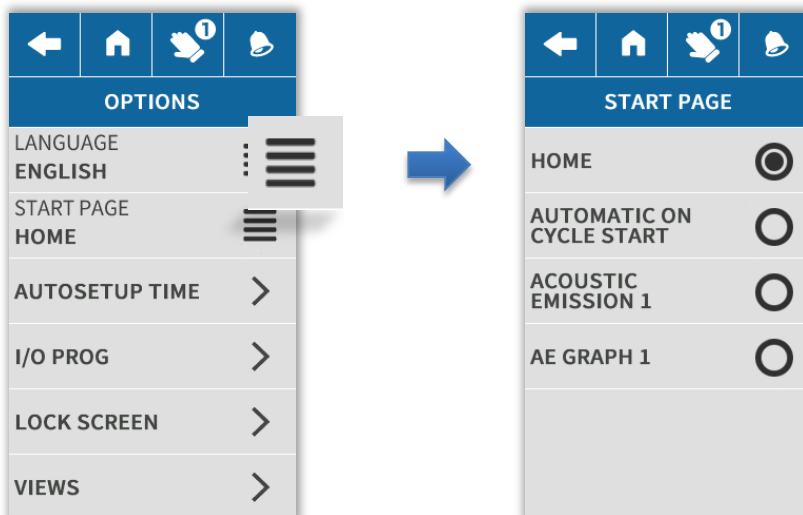 1
OPTIONS
LANGUAGE
ENGLISH
START PAGE
HOME
AUTOSETUP TIME
I/O PROG
LOCK SCREEN
VIEWS
1
START PAGE
HOME
AUTOMATIC ON
CYCLE START
ACOUSTIC
EMISSION 1
AE GRAPH 1